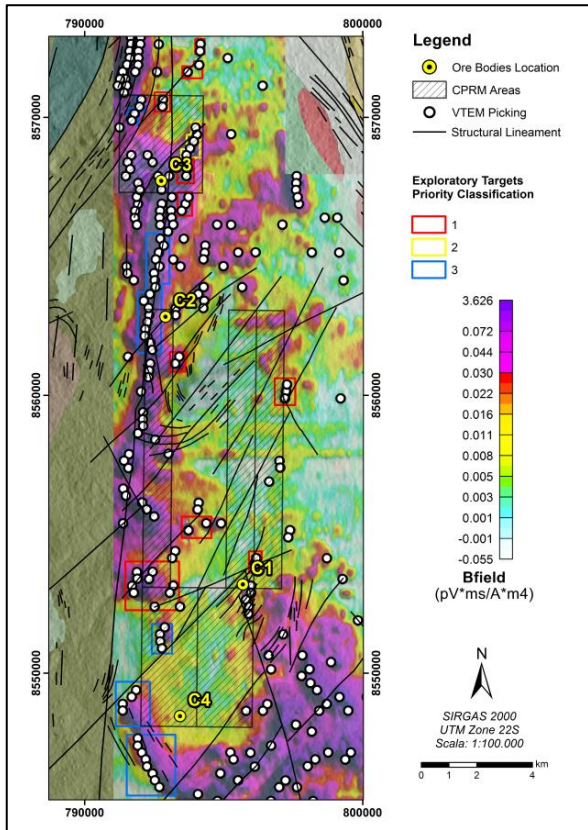 790000
800000
8570000
8560000
8550000
C3
C2
C1
C4
790000
800000
Legend
Ore Bodies Location
CPRM Areas
VTEM Picking
Structural Lineament
Exploratory Targets
Priority Classification
1
2
3
3.626
0.072
0.044
0.030
0.022
0.016
0.011
0.008
0.005
0.003
0.001
-0.001
-0.055
Bfield
(pV*ms/A*m4)
N
SIRGAS 2000
UTM Zone 22S
Scala: 1:100.000
km
0 1 2 4